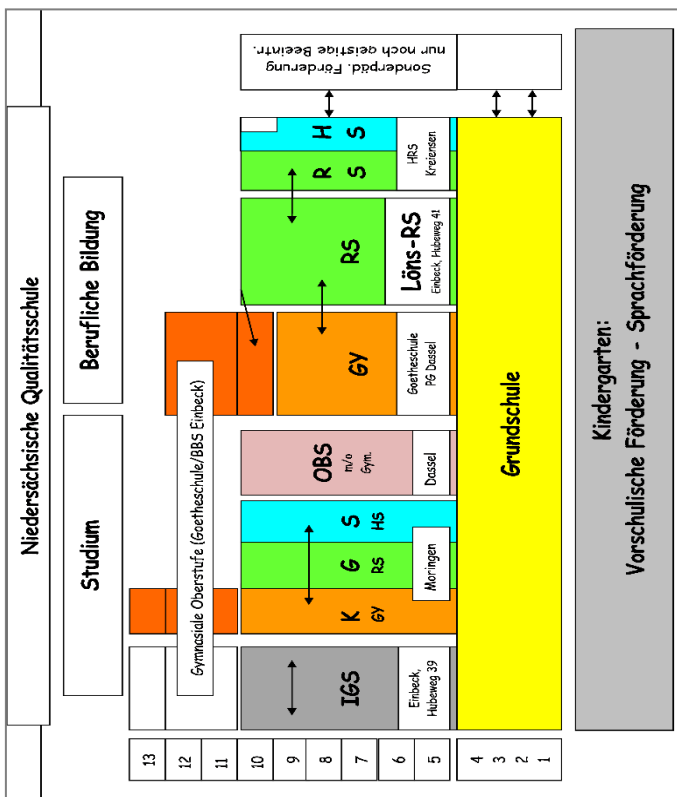 Niedersächsische Qualitätsschule
Studium
Berufliche Bildung
13
12
11
10
9
8
7
6
5
4
3
2
1
Gymnasiale Oberstufe (Goetheschule/BBS Einbeck)
IGS
Einbeck,
Hubeweg 39
K G S
GY RS HS
Moringen
OBS
m/o
Gym.
Dassel
GY
Goetheschule
PG Dassel
RS
Löns-RS
Einbeck, Hubeweg 41
R H
S S
HRS
Kreiensen
Sonderpäd. Förderung
nur noch geistige Beeintr.
Grundschule
Kindergarten:
Vorschulische Förderung - Sprachförderung